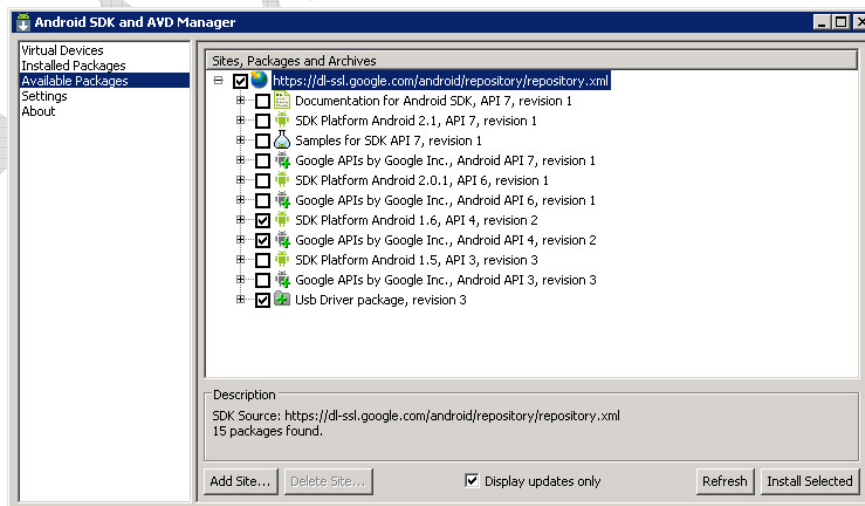 Android SDK and AVD Manager
Virtual Devices
Installed Packages
Available Packages
Settings
About
Sites, Packages and Archives
https://dl-ssl.google.com/android/repository/repository.xml
Documentation for Android SDK, API 7, revision 1
SDK Platform Android 2.1, API 7, revision 1
Samples for SDK API 7, revision 1
Google APIs by Google Inc., Android API 7, revision 1
SDK Platform Android 2.0.1, API 6, revision 1
Google APIs by Google Inc., Android API 6, revision 1
SDK Platform Android 1.6, API 4, revision 2
Google APIs by Google Inc., Android API 4, revision 2
SDK Platform Android 1.5, API 3, revision 3
Google APIs by Google Inc., Android API 3, revision 3
Usb Driver package, revision 3
Description
SDK Source: https://dl-ssl.google.com/android/repository/repository.xml
15 packages found.
Add Site... Delete Site... Display updates only Refresh Install Selected